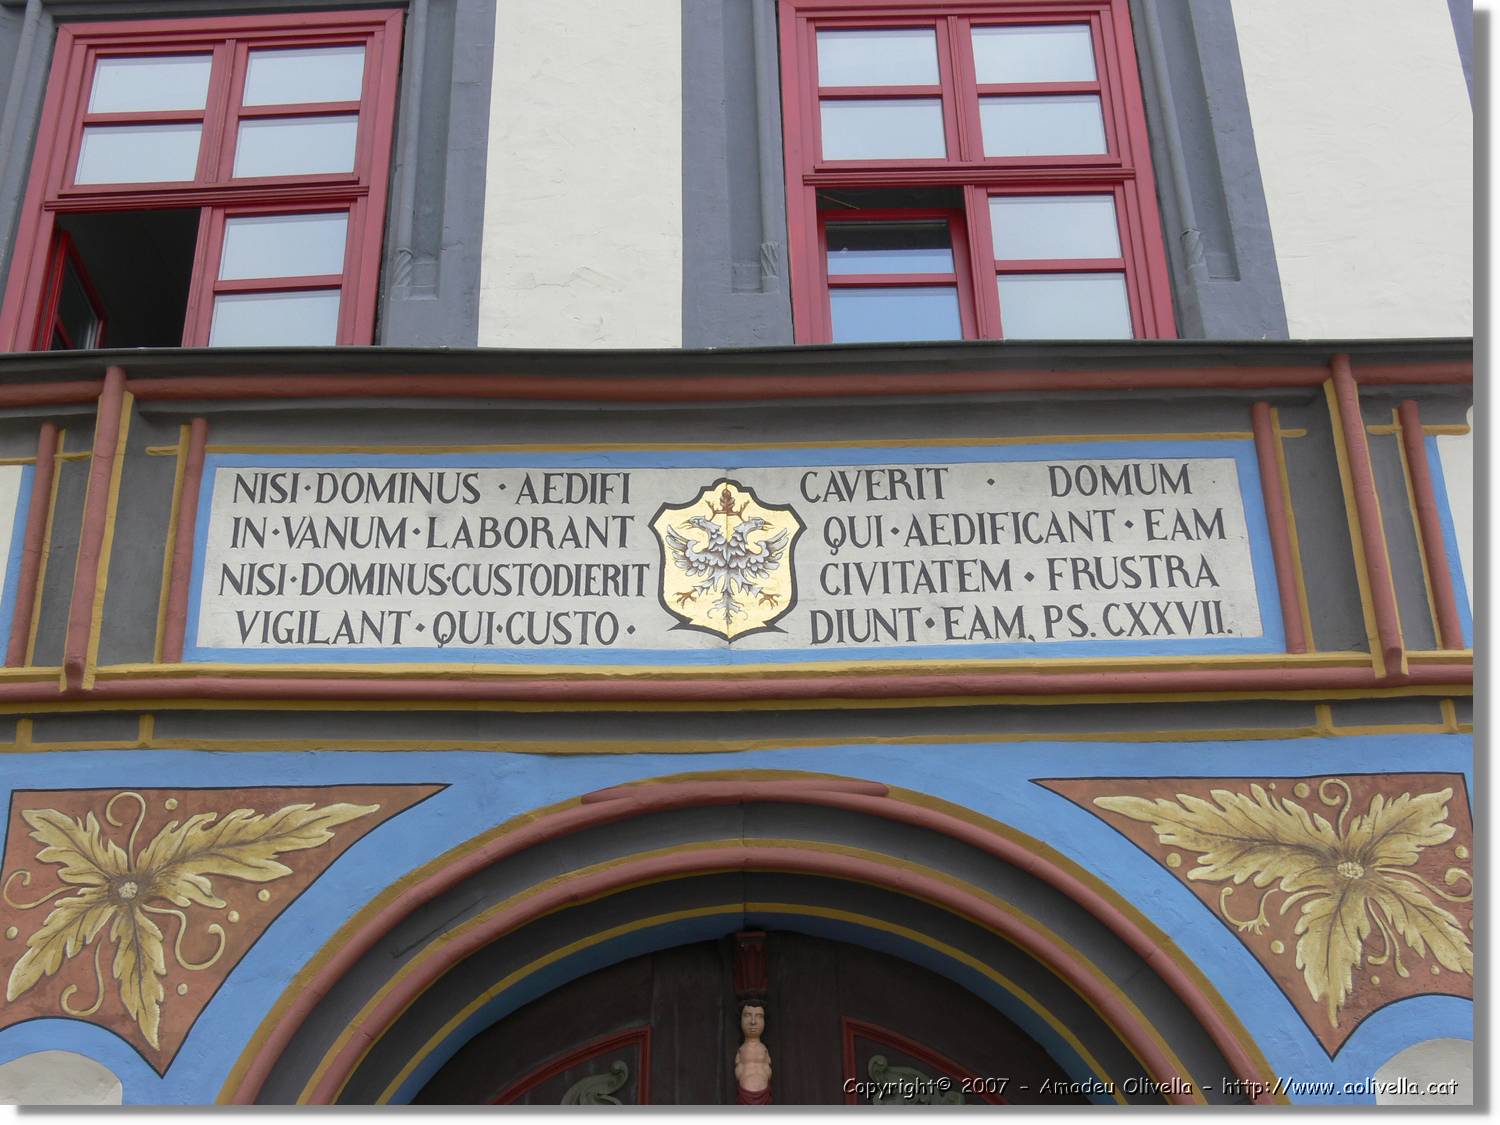 NISI·DOMINUS ·AEDIFI CAVERIT · DOMUM
IN·VANUM·LABORANT QUI·AEDIFICANT·EAM
NISI·DOMINUS·CUSTODIERIT CIVITATEM·FRUSTRA
VIGILANT·QUI·CUSTO· DIUNT·EAM, PS. CXXVII.
Copyright© 2007 - Amadeu Olivella - http://www.aolivella.cat